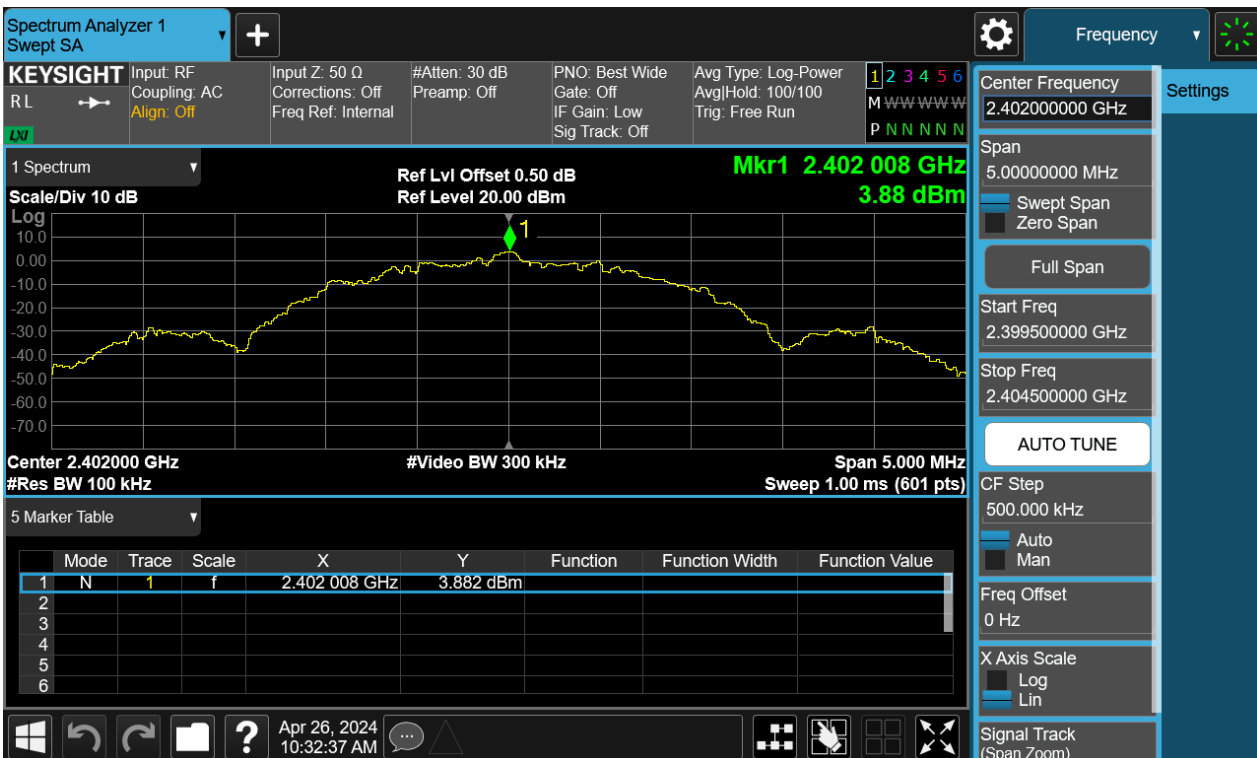 Spectrum Analyzer 1
Swept SA
▼
+
Frequency
▼
KEYSIGHT
R L
LXI
Input: RF
Coupling: AC
Align: Off
Input Z: 50 Ω
Corrections: Off
Freq Ref: Internal
#Atten: 30 dB
Preamp: Off
PNO: Best Wide
Gate: Off
IF Gain: Low
Sig Track: Off
Avg Type: Log-Power
Avg|Hold: 100/100
Trig: Free Run
1 2 3 4 5 6
M W W W W W
P N N N N N
1 Spectrum ▼
Scale/Div 10 dB
Ref Lvl Offset 0.50 dB
Ref Level 20.00 dBm
Mkr1 2.402 008 GHz
3.88 dBm
Log
1
10.0
0.00
-10.0
-20.0
-30.0
-40.0
-50.0
-60.0
-70.0
Center 2.402000 GHz
#Video BW 300 kHz
Span 5.000 MHz
#Res BW 100 kHz
Sweep 1.00 ms (601 pts)
5 Marker Table ▼
Mode Trace Scale X Y Function Function Width Function Value
1 N 1 f 2.402 008 GHz 3.882 dBm
2
3
4
5
6
?
Apr 26, 2024
10:32:37 AM
Center Frequency
2.402000000 GHz
Settings
Span
5.00000000 MHz
Swept Span
Zero Span
Full Span
Start Freq
2.399500000 GHz
Stop Freq
2.404500000 GHz
AUTO TUNE
CF Step
500.000 kHz
Auto
Man
Freq Offset
0 Hz
X Axis Scale
Log
Lin
Signal Track
(Span Zoom)